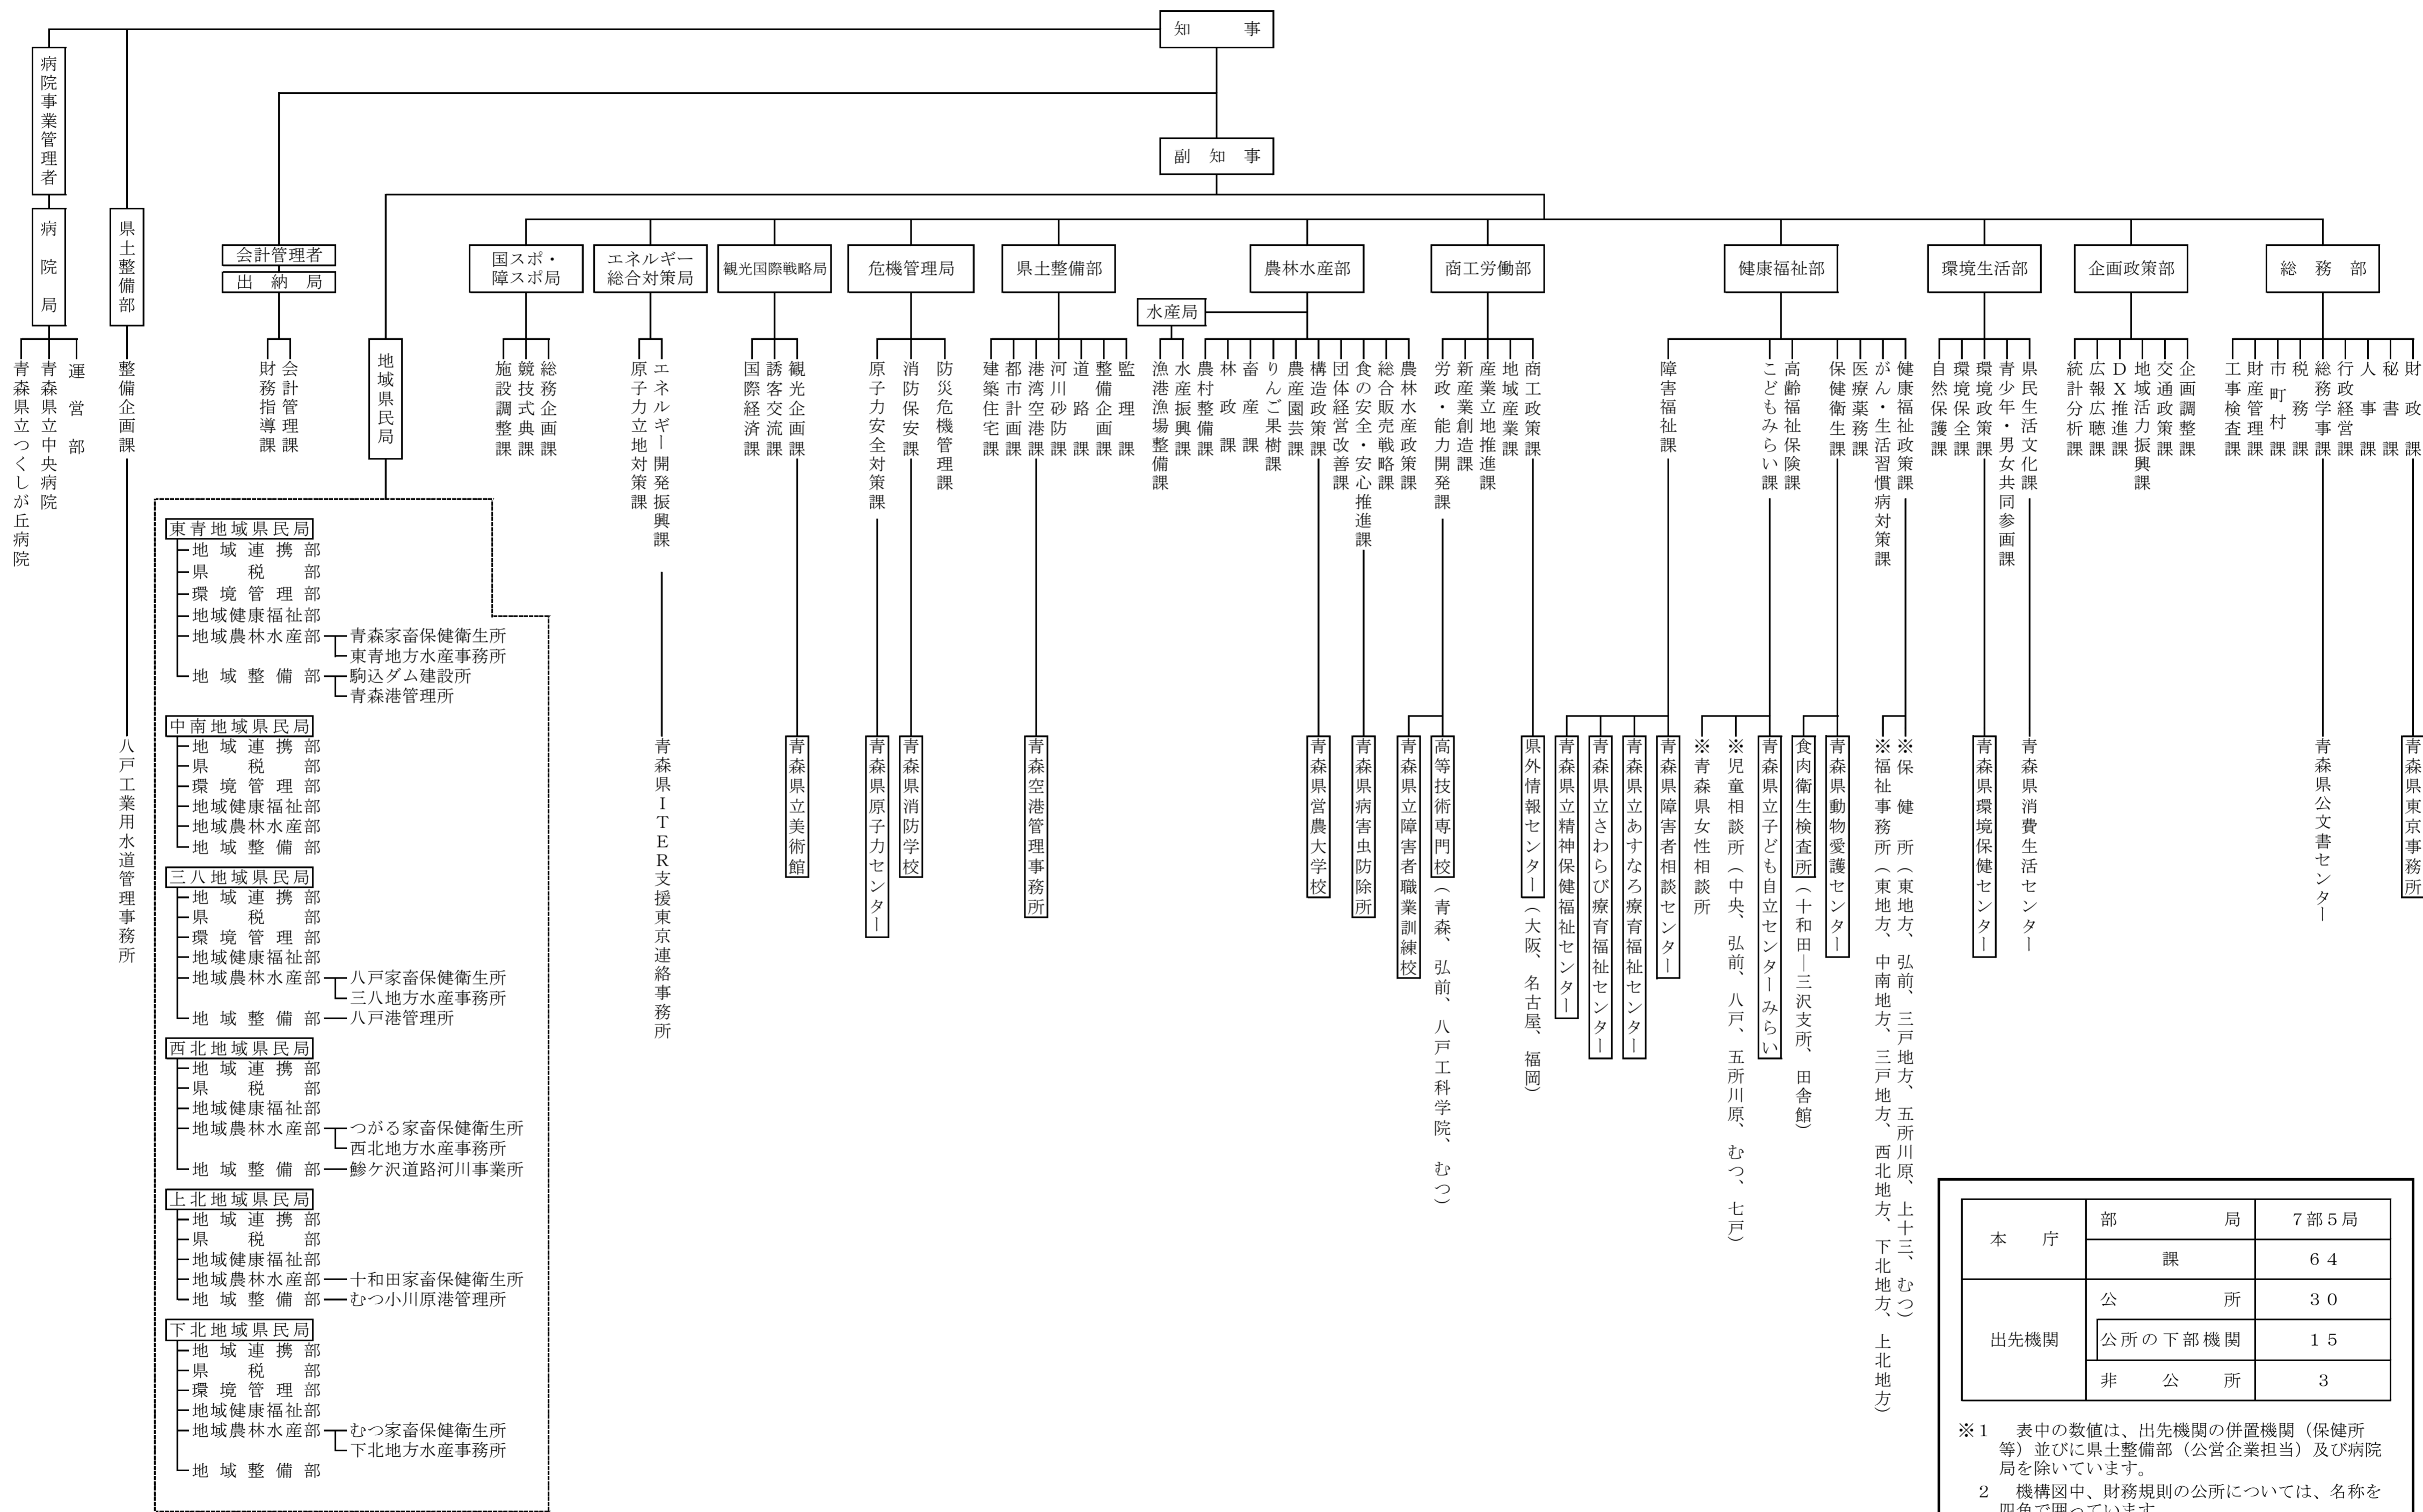 知事
副知事
病院事業管理者
病院局
青森県立つくしが丘病院
青森県立中央病院
運営部
県土整備部
整備企画課
八戸工業用水道管理事務所
会計管理者
出納局
財務指導課
会計管理課
地域県民局
東青地域県民局
地域連携部
県税部
環境管理部
地域健康福祉部
地域農林水産部
青森家畜保健衛生所
東青地方水産事務所
地域整備部
駒込ダム建設所
青森港管理所
中南地域県民局
地域連携部
県税部
環境管理部
地域健康福祉部
地域農林水産部
地域整備部
三八地域県民局
地域連携部
県税部
環境管理部
地域健康福祉部
地域農林水産部
八戸家畜保健衛生所
三八地方水産事務所
地域整備部
八戸港管理所
西北地域県民局
地域連携部
県税部
地域健康福祉部
地域農林水産部
つがる家畜保健衛生所
西北地方水産事務所
地域整備部
鰺ケ沢道路河川事業所
上北地域県民局
地域連携部
県税部
地域健康福祉部
地域農林水産部
十和田家畜保健衛生所
地域整備部
むつ小川原港管理所
下北地域県民局
地域連携部
県税部
環境管理部
地域健康福祉部
地域農林水産部
むつ家畜保健衛生所
下北地方水産事務所
地域整備部
国スポ・
障スポ局
施設調整課
競技式典課
総務企画課
エネルギー
総合対策局
原子力立地対策課
エネルギー開発振興課
青森県ITER支援東京連絡事務所
観光国際戦略局
国際経済課
誘客交流課
観光企画課
青森県立美術館
危機管理局
原子力安全対策課
消防保安課
防災危機管理課
青森県原子力センター
青森県消防学校
県土整備部
建築住宅課
都市計画課
港湾空港課
河川砂防課
道路課
整備企画課
監理課
青森空港管理事務所
農林水産部
水産局
漁港漁場整備課
水産振興課
農村整備課
林政課
畜産課
りんご果樹課
農産園芸課
構造政策課
団体経営改善課
食の安全・安心推進課
総合販売戦略課
農林水産政策課
青森県営農大学校
青森県病害虫防除所
商工労働部
労政・能力開発課
新産業創造課
産業立地推進課
地域産業課
商工政策課
青森県立障害者職業訓練校
高等技術専門校（青森、弘前、八戸工科学院、むつ）
県外情報センター（大阪、名古屋、福岡）
健康福祉部
障害福祉課
こどもみらい課
高齢福祉保険課
保健衛生課
医療薬務課
がん・生活習慣病対策課
健康福祉政策課
青森県立精神保健福祉センター
青森県立さわらび療育福祉センター
青森県立あすなろ療育福祉センター
青森県障害者相談センター
※青森県女性相談所
※児童相談所（中央、弘前、八戸、五所川原、むつ、七戸）
青森県立子ども自立センターみらい
食肉衛生検査所（十和田―三沢支所、田舎館）
青森県動物愛護センター
※福祉事務所（東地方、中南地方、三戸地方、西北地方、下北地方、上北地方）
※保健所（東地方、弘前、三戸地方、五所川原、上十三、むつ）
環境生活部
自然保護課
環境保全課
環境政策課
青少年・男女共同参画課
県民生活文化課
青森県環境保健センター
青森県消費生活センター
企画政策部
統計分析課
広報広聴課
DX推進課
地域活力振興課
交通政策課
企画調整課
総務部
工事検査課
財産管理課
市町村課
税務課
総務学事課
行政経営課
人事課
秘書課
財政課
青森県公文書センター
青森県東京事務所
本庁
部局 7部5局
課 64
出先機関
公所 30
公所の下部機関 15
非公所 3
※1 表中の数値は、出先機関の併置機関（保健所
等）並びに県土整備部（公営企業担当）及び病院
局を除いています。
2 機構図中、財務規則の公所については、名称を
四角で囲っています。